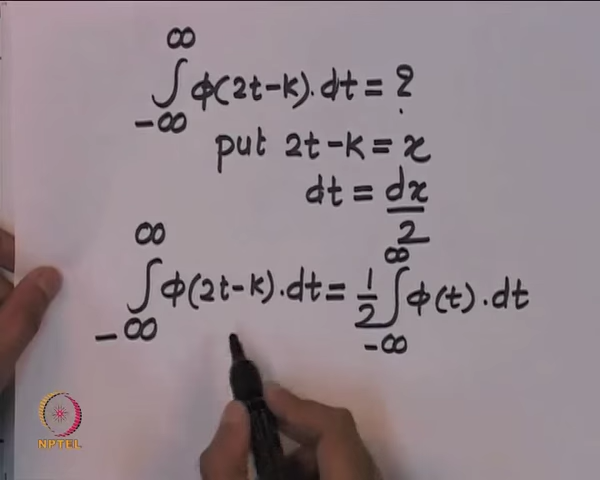 ∞
∫ϕ(2t-k).dt = ?
-∞
put 2t-k = x
dt = dx/2
∞ ∞
∫ϕ(2t-k).dt = 1/2 ∫ϕ(t).dt
-∞ -∞
NPTEL